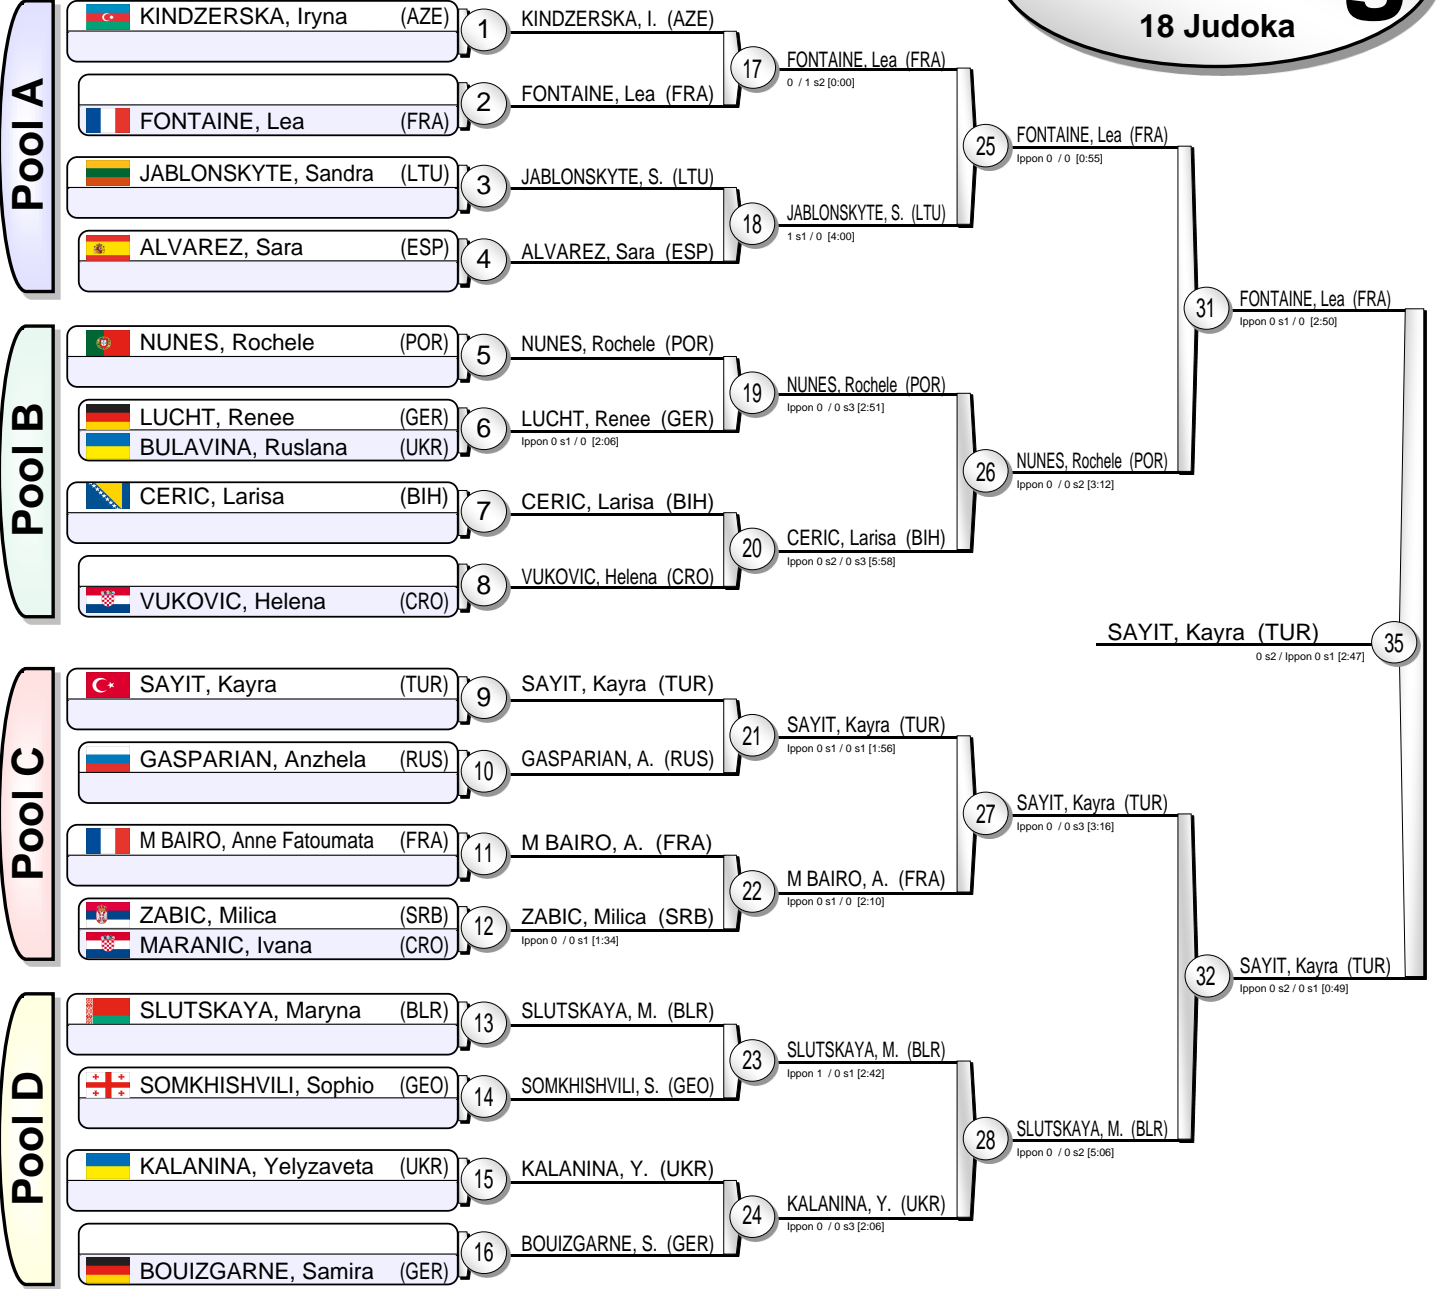 18 Judoka
Pool A
KINDZERSKA, Iryna (AZE)
FONTAINE, Lea (FRA)
JABLONSKYTE, Sandra (LTU)
ALVAREZ, Sara (ESP)
1
2
3
4
KINDZERSKA, I. (AZE)
FONTAINE, Lea (FRA)
JABLONSKYTE, S. (LTU)
ALVAREZ, Sara (ESP)
17
FONTAINE, Lea (FRA)
0 / 1 s2 [0:00]
18
JABLONSKYTE, S. (LTU)
1 s1 / 0 [4:00]
25
FONTAINE, Lea (FRA)
Ippon 0 / 0 [0:55]
Pool B
NUNES, Rochele (POR)
LUCHT, Renee (GER)
BULAVINA, Ruslana (UKR)
CERIC, Larisa (BIH)
VUKOVIC, Helena (CRO)
5
6
7
8
NUNES, Rochele (POR)
LUCHT, Renee (GER)
Ippon 0 s1 / 0 [2:06]
CERIC, Larisa (BIH)
VUKOVIC, Helena (CRO)
19
NUNES, Rochele (POR)
Ippon 0 / 0 s3 [2:51]
20
CERIC, Larisa (BIH)
Ippon 0 s2 / 0 s3 [5:58]
26
NUNES, Rochele (POR)
Ippon 0 / 0 s2 [3:12]
31
FONTAINE, Lea (FRA)
Ippon 0 s1 / 0 [2:50]
SAYIT, Kayra (TUR)
0 s2 / Ippon 0 s1 [2:47]
35
Pool C
SAYIT, Kayra (TUR)
GASPARIAN, Anzhela (RUS)
M BAIRO, Anne Fatoumata (FRA)
ZABIC, Milica (SRB)
MARANIC, Ivana (CRO)
9
10
11
12
SAYIT, Kayra (TUR)
GASPARIAN, A. (RUS)
M BAIRO, A. (FRA)
ZABIC, Milica (SRB)
Ippon 0 / 0 s1 [1:34]
21
SAYIT, Kayra (TUR)
Ippon 0 s1 / 0 s1 [1:56]
22
M BAIRO, A. (FRA)
Ippon 0 s1 / 0 [2:10]
27
SAYIT, Kayra (TUR)
Ippon 0 / 0 s3 [3:16]
Pool D
SLUTSKAYA, Maryna (BLR)
SOMKHISHVILI, Sophio (GEO)
KALANINA, Yelyzaveta (UKR)
BOUIZGARNE, Samira (GER)
13
14
15
16
SLUTSKAYA, M. (BLR)
SOMKHISHVILI, S. (GEO)
KALANINA, Y. (UKR)
BOUIZGARNE, S. (GER)
23
SLUTSKAYA, M. (BLR)
Ippon 1 / 0 s1 [2:42]
24
KALANINA, Y. (UKR)
Ippon 0 / 0 s3 [2:06]
28
SLUTSKAYA, M. (BLR)
Ippon 0 / 0 s2 [5:06]
32
SAYIT, Kayra (TUR)
Ippon 0 s2 / 0 s1 [0:49]